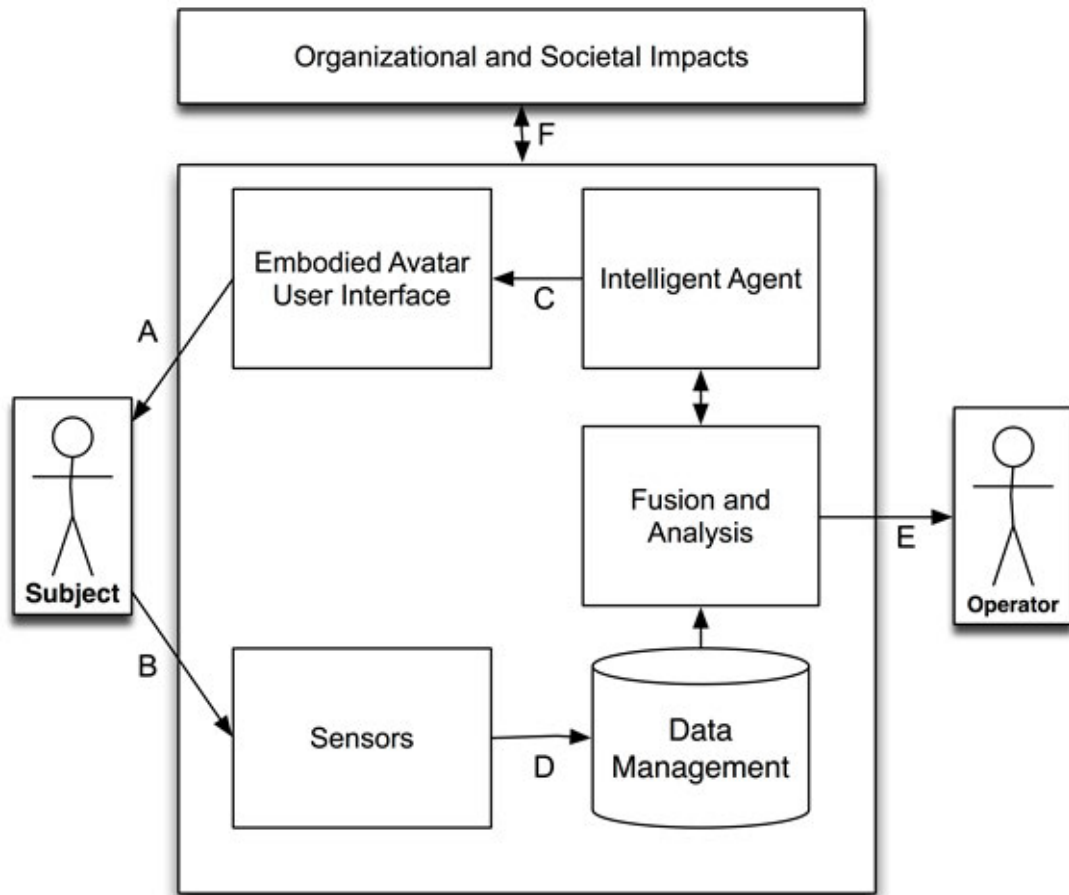 Organizational and Societal Impacts
F
Embodied Avatar
User Interface
Intelligent Agent
C
A
Subject
Fusion and
Analysis
E
Operator
B
Sensors
D
Data
Management